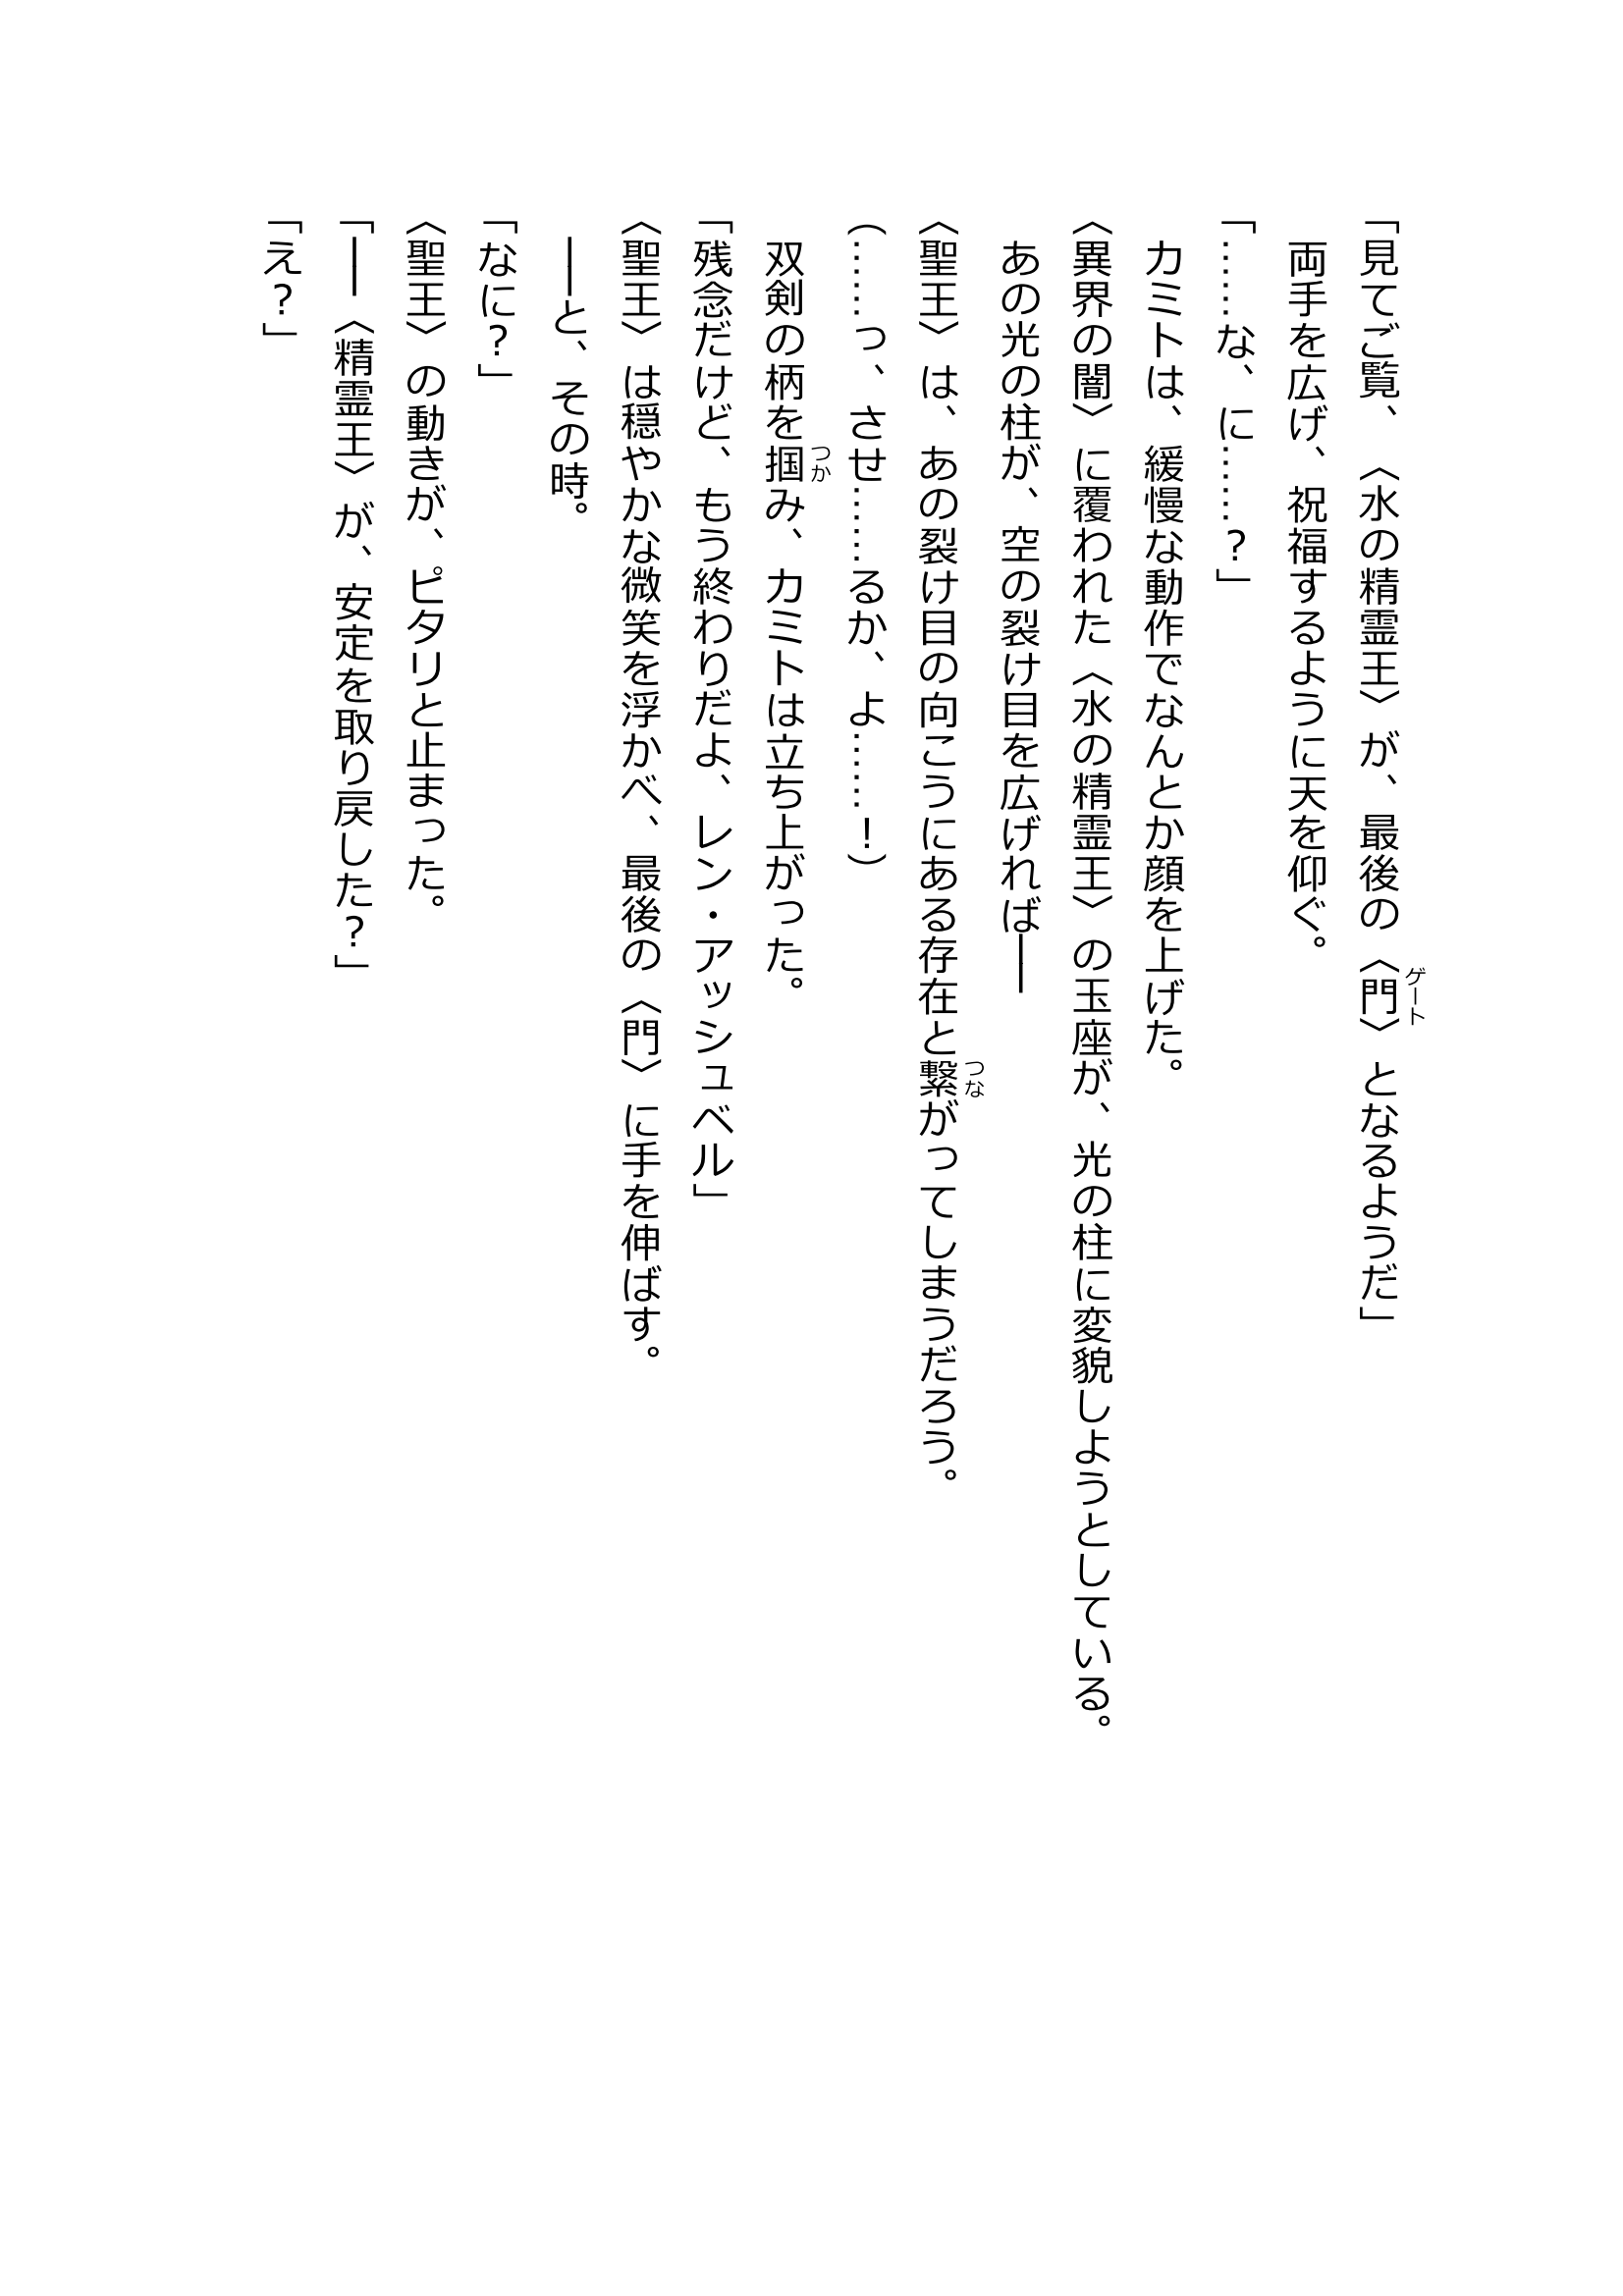 「見てご覧、〈水の精霊王〉が、最後の〈門〉となるようだ」
ゲート
　両手を広げ、祝福するように天を仰ぐ。
「……な、に……？」
　カミトは、緩慢な動作でなんとか顔を上げた。
〈異界の闇〉に覆われた〈水の精霊王〉の玉座が、光の柱に変貌しようとしている。
　あの光の柱が、空の裂け目を広げれば――
〈聖王〉は、あの裂け目の向こうにある存在と繋がってしまうだろう。
つな
（……っ、させ……るか、よ……！）
　双剣の柄を掴み、カミトは立ち上がった。
つか
「残念だけど、もう終わりだよ、レン・アッシュベル」
〈聖王〉は穏やかな微笑を浮かべ、最後の〈門〉に手を伸ばす。
　――と、その時。
「なに？」
〈聖王〉の動きが、ピタリと止まった。
「――〈精霊王〉が、安定を取り戻した？」
「え？」